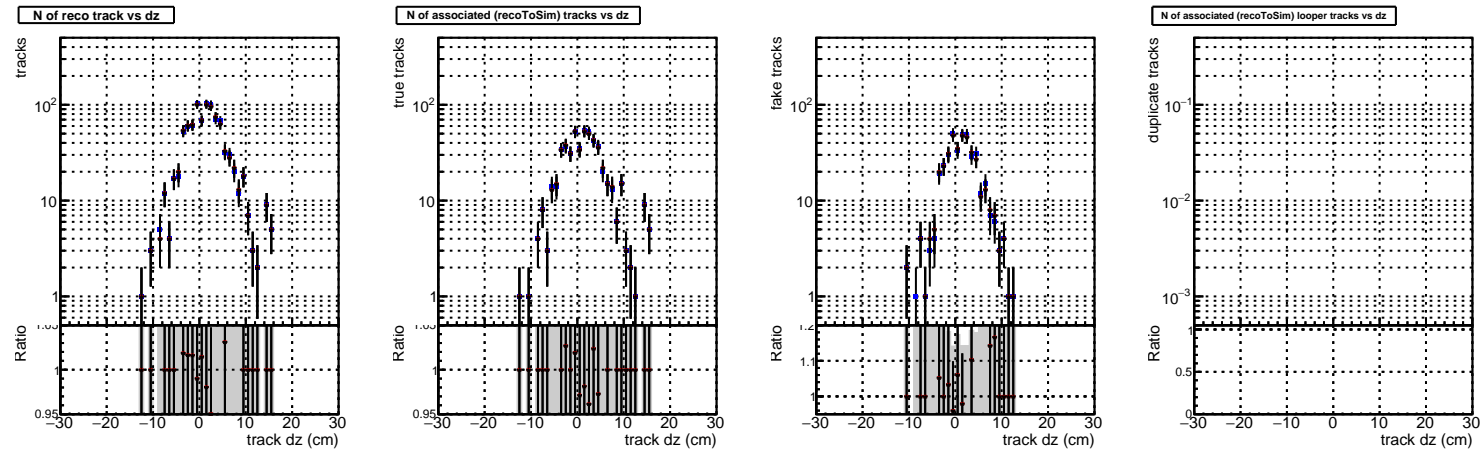 N of reco track vs dz
tracks
10²
10
1
Ratio
1.05
1
0.95
−30 −20 −10 0 10 20 30
track dz (cm)
N of associated (recoToSim) tracks vs dz
true tracks
10²
10
1
Ratio
1.05
1
0.95
−30 −20 −10 0 10 20 30
track dz (cm)
fake tracks
10²
10
1
Ratio
1.2
1.1
1
−30 −20 −10 0 10 20 30
track dz (cm)
N of associated (recoToSim) looper tracks vs dz
duplicate tracks
10⁻¹
10⁻²
10⁻³
Ratio
1
0.5
0
−30 −20 −10 0 10 20 30
track dz (cm)